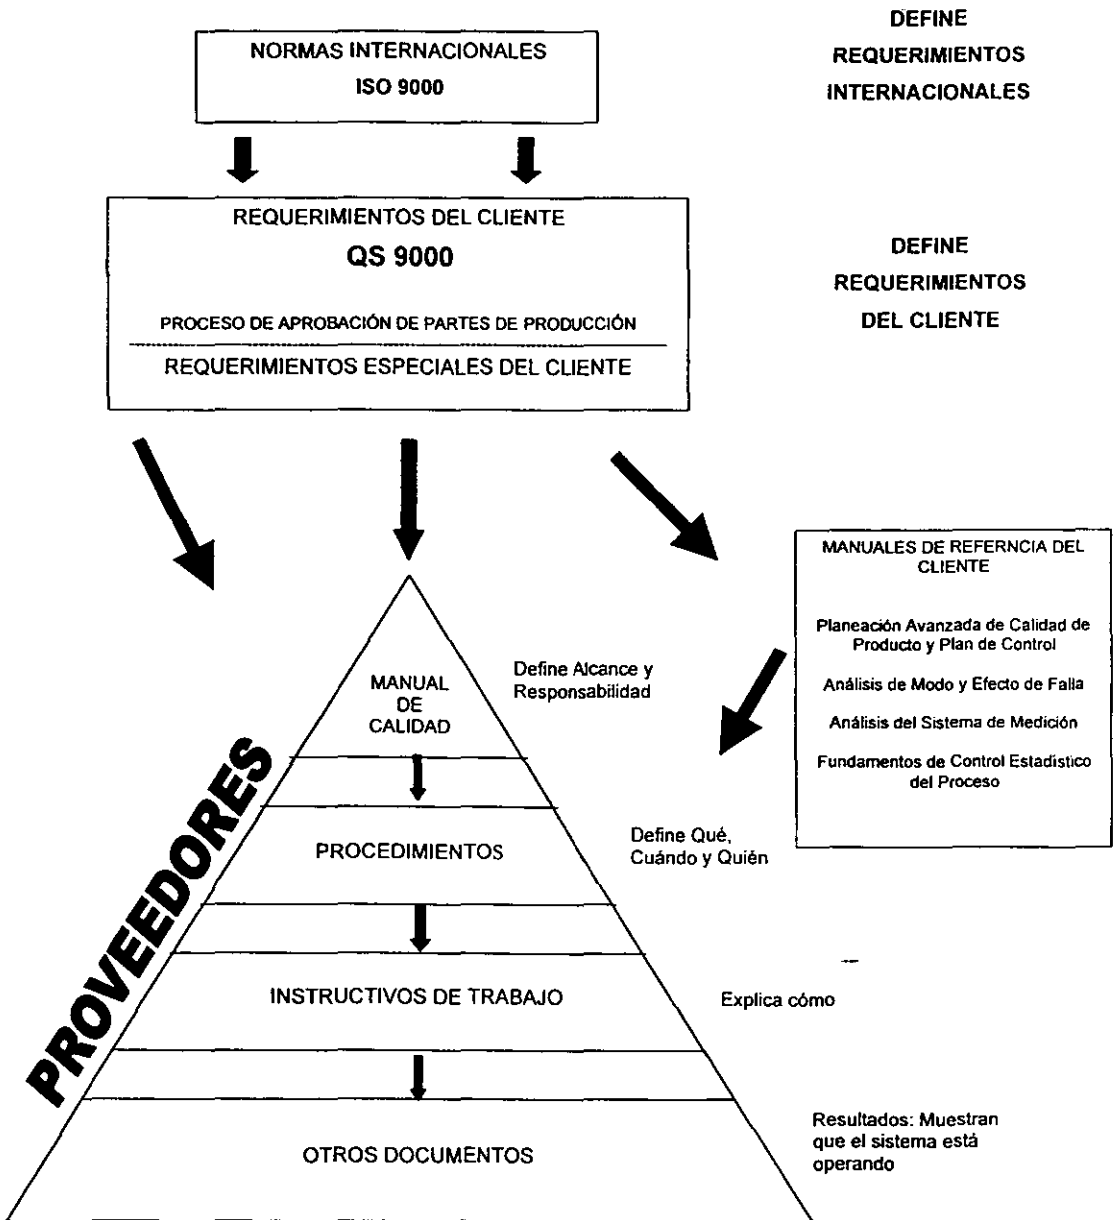 NORMAS INTERNACIONALES
ISO 9000
DEFINE
REQUERIMIENTOS
INTERNACIONALES
REQUERIMIENTOS DEL CLIENTE
QS 9000
PROCESO DE APROBACIÓN DE PARTES DE PRODUCCIÓN
REQUERIMIENTOS ESPECIALES DEL CLIENTE
DEFINE
REQUERIMIENTOS
DEL CLIENTE
MANUALES DE REFERNCIA DEL
CLIENTE
Planeación Avanzada de Calidad de
Producto y Plan de Control
Análisis de Modo y Efecto de Falla
Análisis del Sistema de Medición
Fundamentos de Control Estadístico
del Proceso
PROVEEDORES
MANUAL
DE
CALIDAD
Define Alcance y
Responsabilidad
PROCEDIMIENTOS
Define Qué,
Cuándo y Quién
INSTRUCTIVOS DE TRABAJO
Explica cómo
OTROS DOCUMENTOS
Resultados: Muestran
que el sistema está
operando